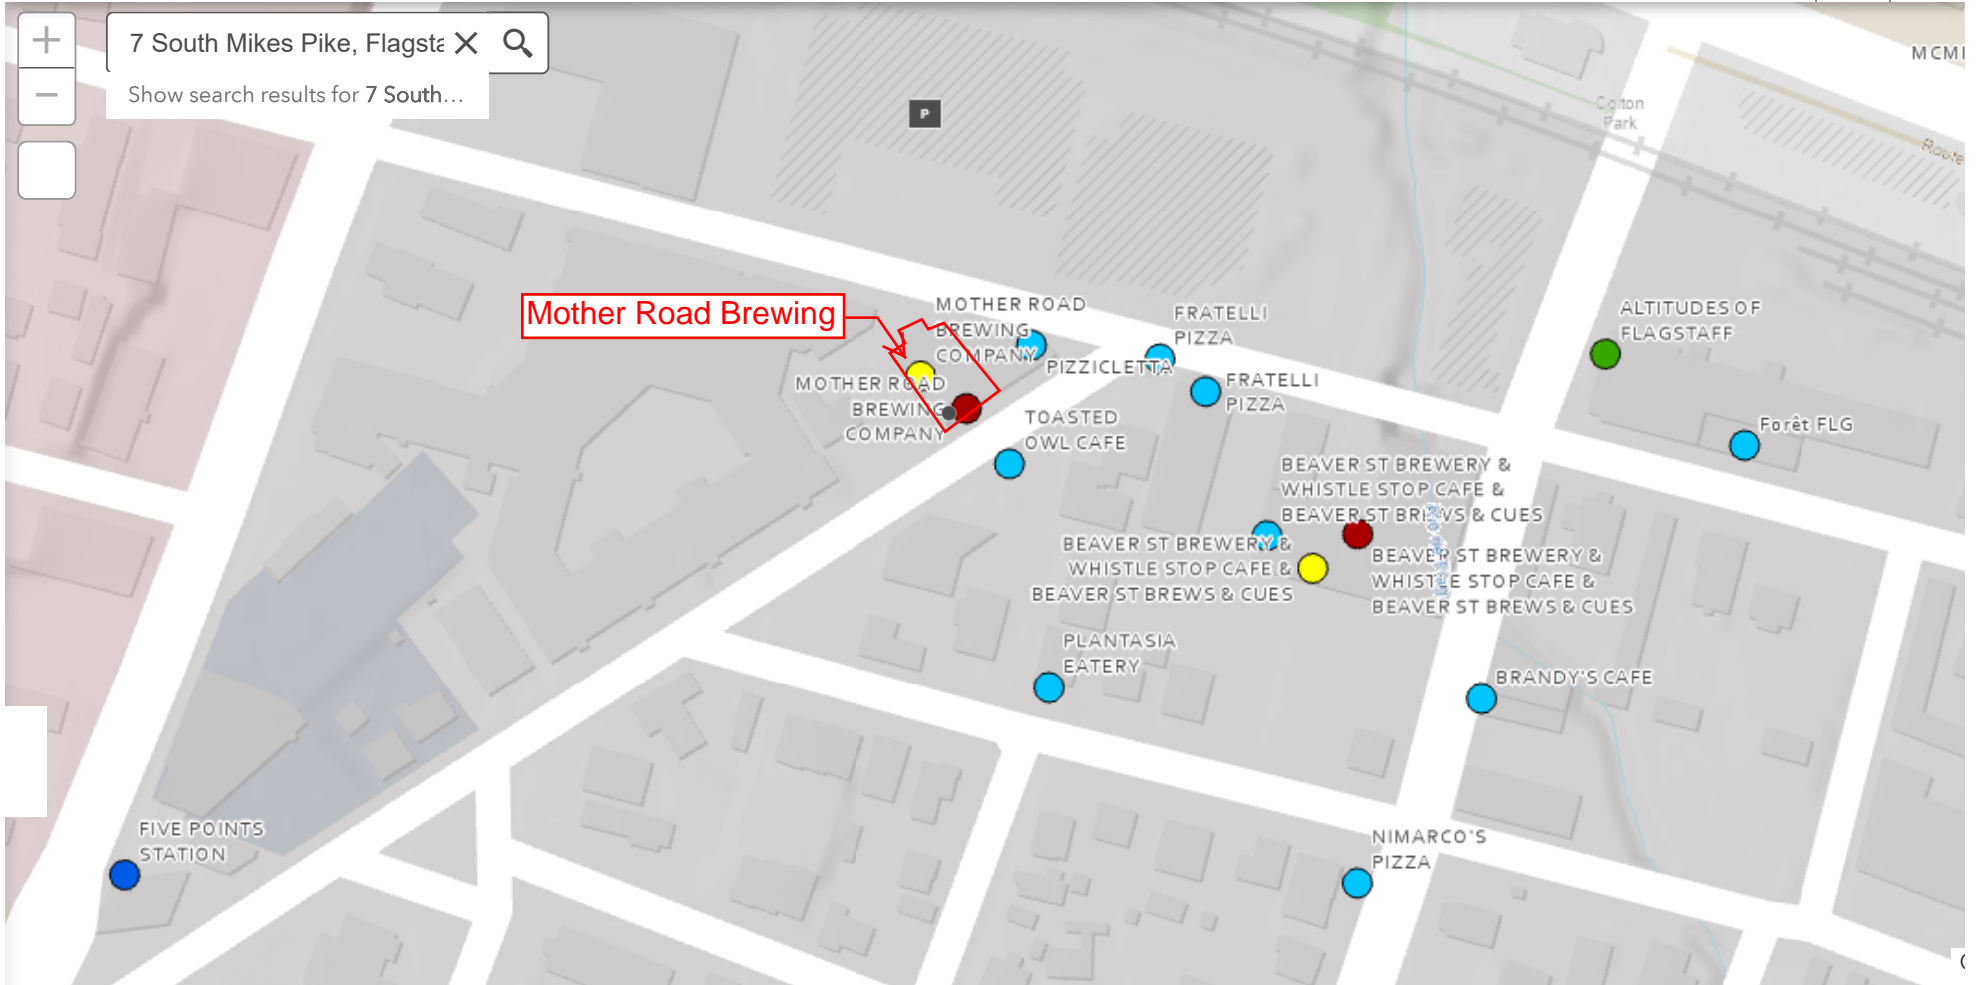 7 South Mikes Pike, Flagsta
Show search results for 7 South...
P
MCMI
Colton
Park
Route
Mother Road Brewing
MOTHER ROAD
BREWING
COMPANY
MOTHER ROAD
BREWING
COMPANY
PIZZICLETTA
FRATELLI
PIZZA
FRATELLI
PIZZA
TOASTED
OWL CAFE
ALTITUDES OF
FLAGSTAFF
Forêt FLG
BEAVER ST BREWERY &
WHISTLE STOP CAFE &
BEAVER ST BREWS & CUES
BEAVER ST BREWERY &
WHISTLE STOP CAFE &
BEAVER ST BREWS & CUES
BEAVER ST BREWERY &
WHISTLE STOP CAFE &
BEAVER ST BREWS & CUES
PLANTASIA
EATERY
BRANDY'S CAFE
FIVE POINTS
STATION
NIMARCO'S
PIZZA